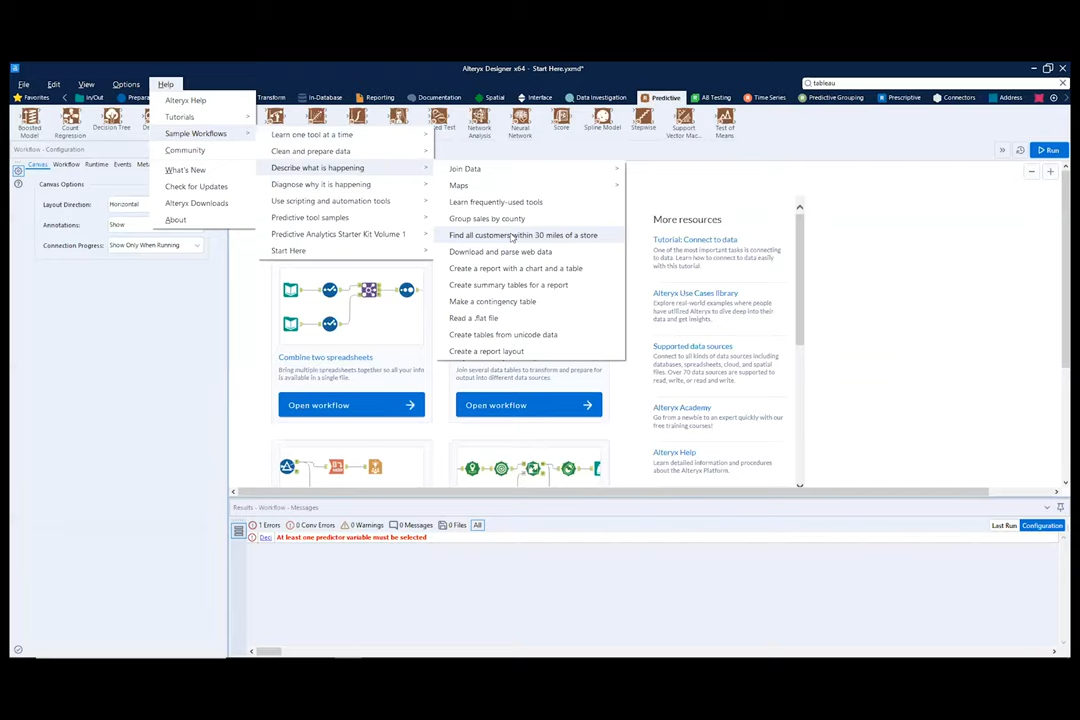 Alteryx Designer x64 - Start Here.yxmd*
File Edit View Options Help
tableau
Favorites In/Out Prepara Transform In-Database Reporting Documentation Spatial Interface Data Investigation Predictive AB Testing Time Series Predictive Grouping Prescriptive Connectors Address
Boosted Model
Count Regression
Decision Tree
Network Analysis
Neural Network
Score
Spline Model
Stepwise
Support Vector Mac...
Test of Means
Workflow - Configuration
Canvas Workflow Runtime Events
Run
Canvas Options
Layout Direction: Horizontal
Annotations: Show
Connection Progress: Show Only When Running
Alteryx Help
Tutorials
Sample Workflows
Community
What's New
Check for Updates
Alteryx Downloads
About
Learn one tool at a time
Clean and prepare data
Describe what is happening
Diagnose why it is happening
Use scripting and automation tools
Predictive tool samples
Predictive Analytics Starter Kit Volume 1
Start Here
Join Data
Maps
Learn frequently-used tools
Group sales by county
Find all customers within 30 miles of a store
Download and parse web data
Create a report with a chart and a table
Create summary tables for a report
Make a contingency table
Read a .flat file
Create tables from unicode data
Create a report layout
Combine two spreadsheets
Bring multiple spreadsheets together so all your info
is available in a single file.
Open workflow
Join several data tables to transform and prepare for
output into different data sources.
Open workflow
More resources
Tutorial: Connect to data
One of the most important tasks is connecting
to data. Learn how to connect data easily
with this tutorial.
Alteryx Use Cases library
Explore real-world examples where people
have utilized Alteryx to dive deep into their
data and get insights.
Supported data sources
Connect to all kinds of data sources including
databases, spreadsheets, cloud, and spatial
files. Over 70 data sources are supported to
read, write, or read and write.
Alteryx Academy
Go from a newbie to an expert quickly with our
free training courses!
Alteryx Help
Learn detailed information and procedures
about the Alteryx Platform.
Results - Workflow - Messages
1 Errors 0 Conv Errors 0 Warnings 0 Messages 0 Files All
Last Run Configuration
Dec: At least one predictor variable must be selected